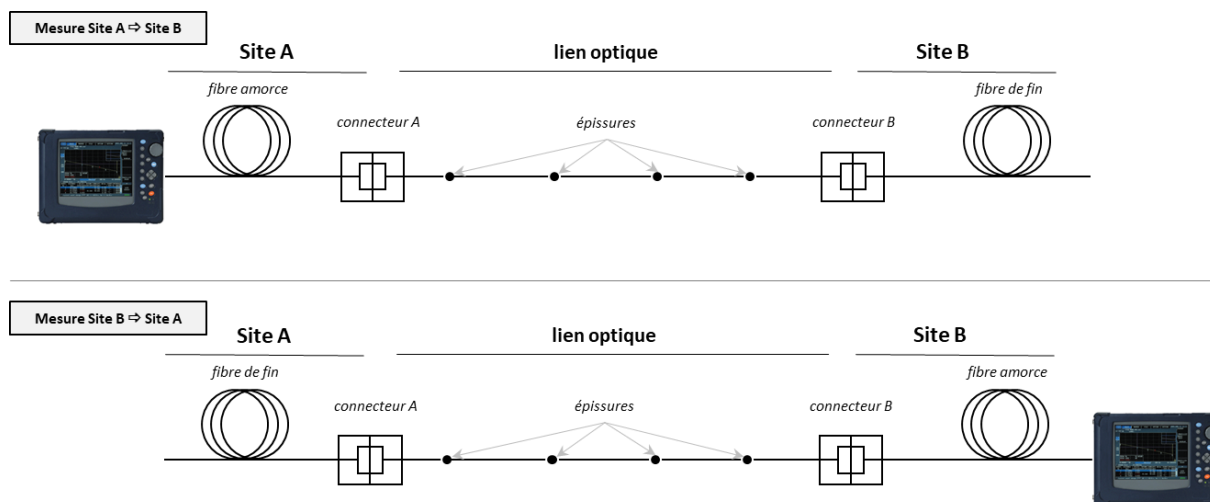 Mesure Site A ⇨ Site B
Site A
lien optique
Site B
fibre amorce
fibre de fin
connecteur A
épissures
connecteur B
Mesure Site B ⇨ Site A
Site A
lien optique
Site B
fibre de fin
fibre amorce
connecteur A
épissures
connecteur B